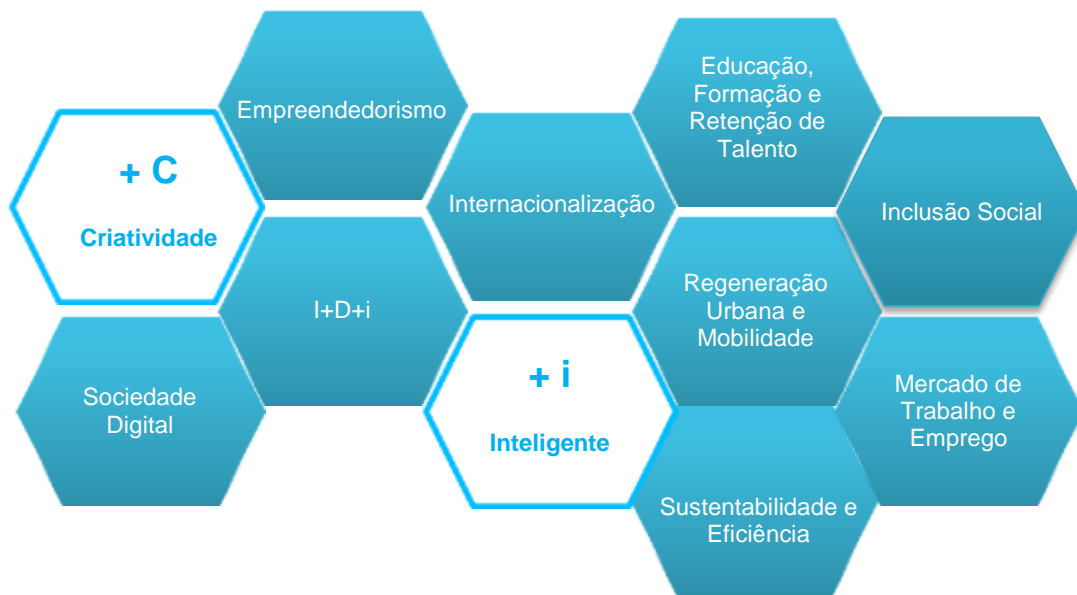 Empreendedorismo
Educação,
Formação e
Retenção de
Talento
+ C
Criatividade
Internacionalização
Inclusão Social
I+D+i
Regeneração
Urbana e
Mobilidade
Sociedade
Digital
+ i
Inteligente
Mercado de
Trabalho e
Emprego
Sustentabilidade e
Eficiência